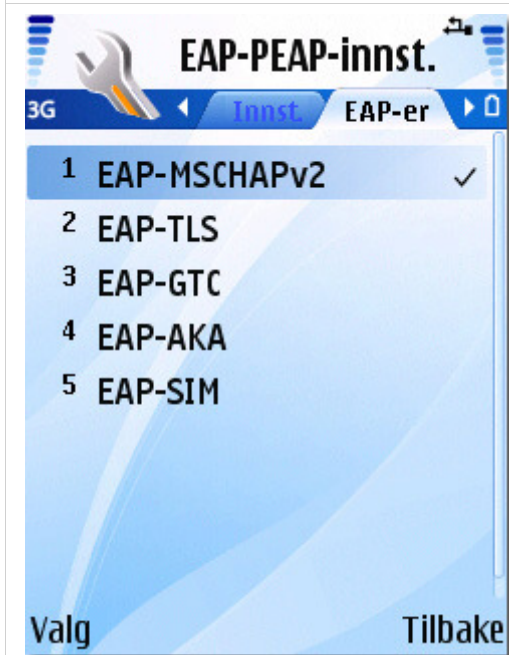 EAP-PEAP-innst.
3G Innst. EAP-er
1 EAP-MSCHAPv2
2 EAP-TLS
3 EAP-GTC
4 EAP-AKA
5 EAP-SIM
Valg Tilbake